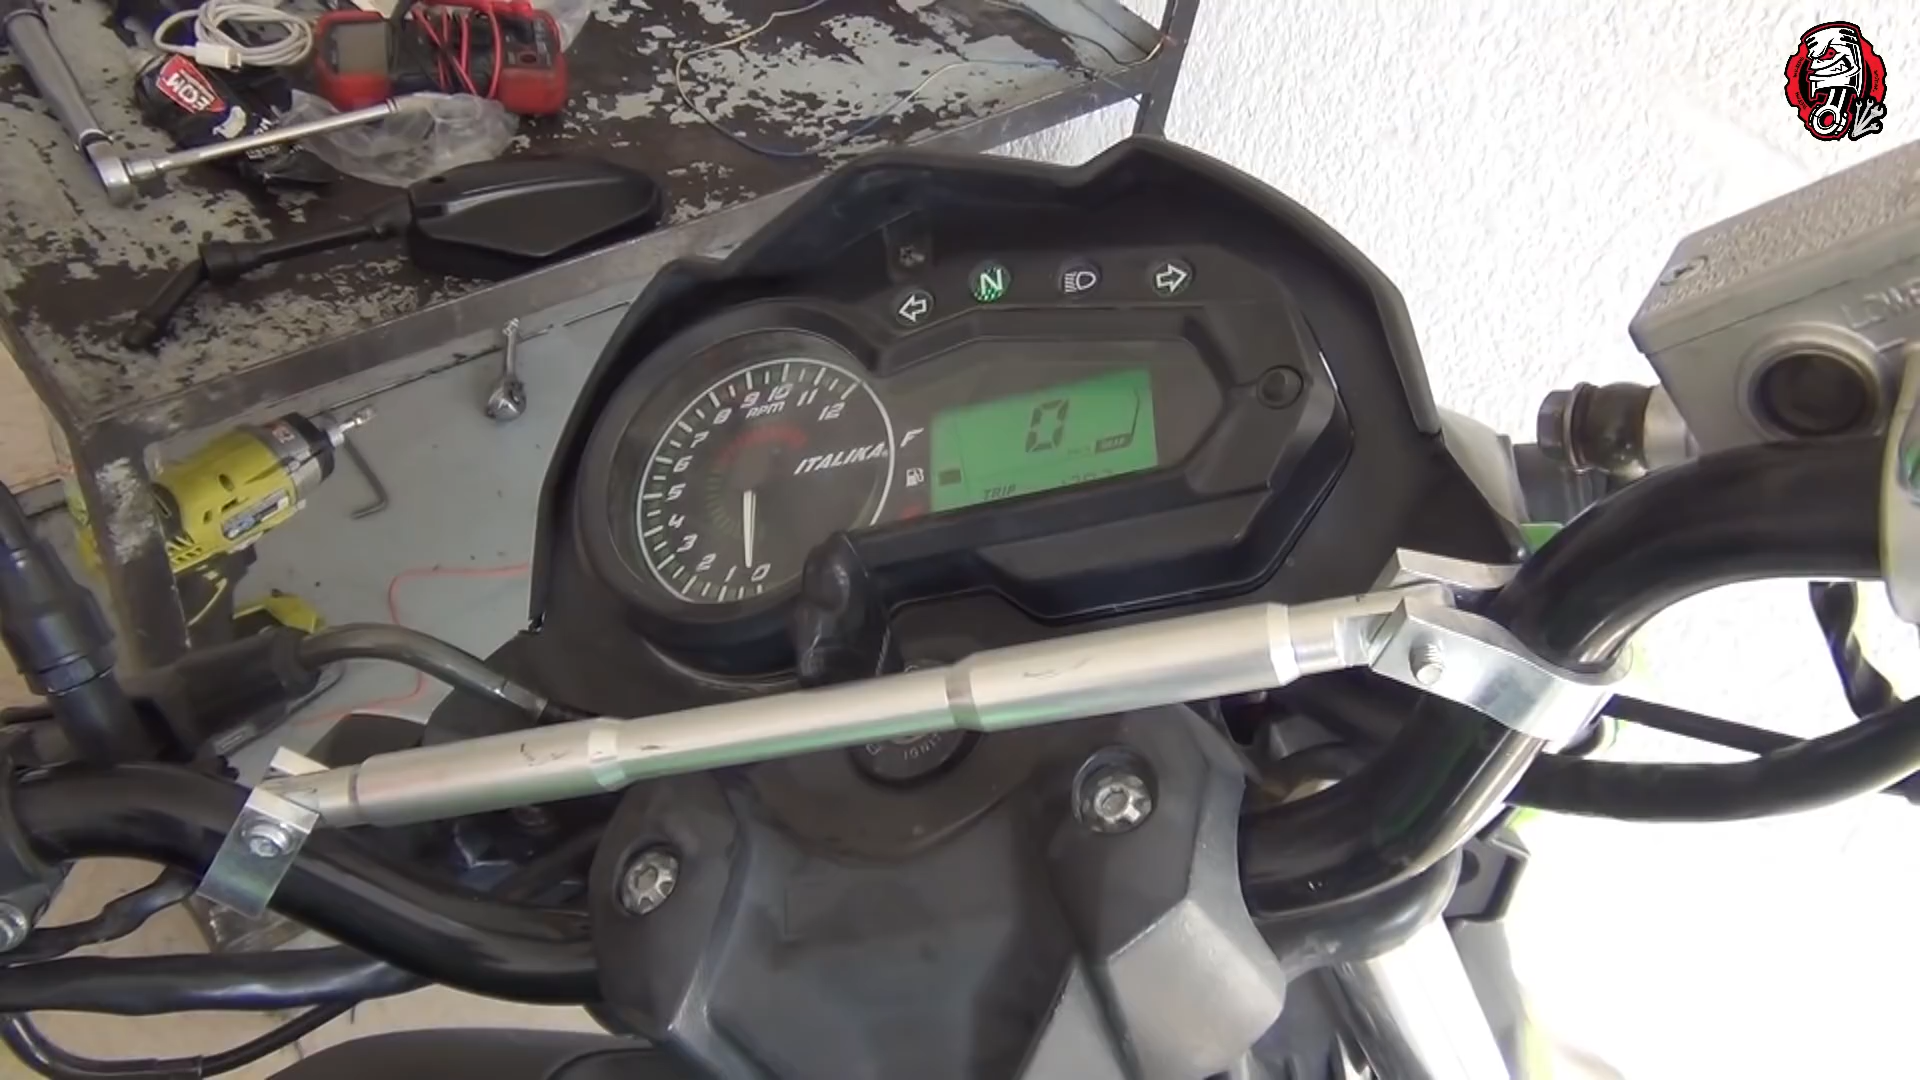 EOM
N
9 10
8 RPM 11
7 12
6 ITALIKA F
5
4
3
2 1 0
0
TRIP